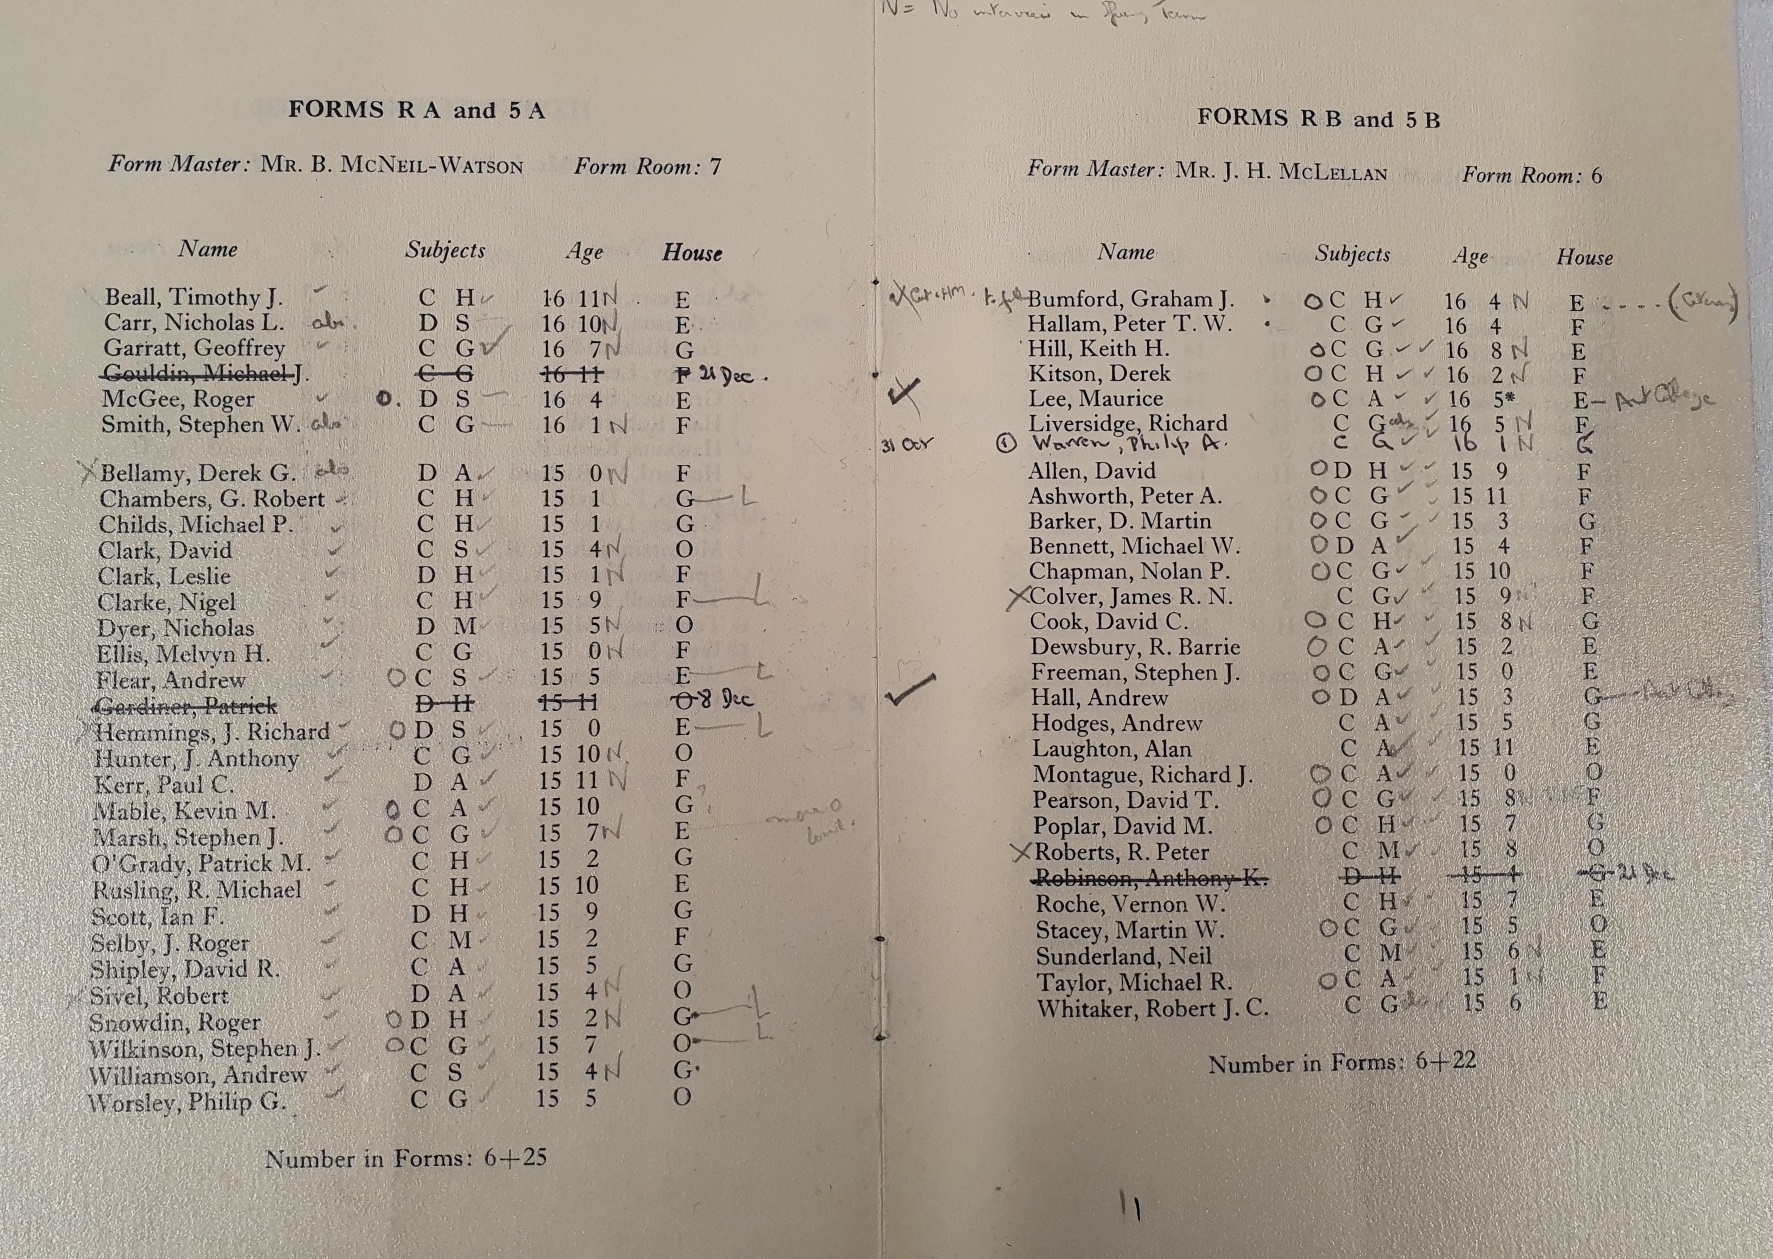 N = No interview in Spring Term
FORMS R A and 5 A
Form Master: MR. B. MCNEIL-WATSON Form Room: 7
Name Subjects Age House
Beall, Timothy J. ✓ C H ✓ 16 11 N E
Carr, Nicholas L. abs. D S 16 10 N E
Garratt, Geoffrey ✓ C G ✓ 16 7 N G
Gouldin, Michael J. C G 16 11 F 21 Dec.
McGee, Roger ✓ O. D S 16 4 E
Smith, Stephen W. abs C G 16 1 N F
X Bellamy, Derek G. abs D A ✓ 15 0 N F
Chambers, G. Robert ✓ C H ✓ 15 1 G — L
Childs, Michael P. ✓ C H ✓ 15 1 G
Clark, David ✓ C S ✓ 15 4 N O
Clark, Leslie ✓ D H ✓ 15 1 N F
Clarke, Nigel ✓ C H ✓ 15 9 F — L
Dyer, Nicholas ✓ D M ✓ 15 5 N O
Ellis, Melvyn H. ✓ C G 15 0 N F
Flear, Andrew ✓ O C S ✓ 15 5 E — L
Gardiner, Patrick D H 15 11 O 8 Dec
Hemmings, J. Richard ✓ O D S ✓ 15 0 E — L
Hunter, J. Anthony ✓ C G ✓ 15 10 N O
Kerr, Paul C. ✓ D A ✓ 15 11 N F
Mable, Kevin M. ✓ O C A ✓ 15 10 G
Marsh, Stephen J. ✓ O C G ✓ 15 7 N E
O'Grady, Patrick M. ✓ C H ✓ 15 2 G
Rusling, R. Michael ✓ C H ✓ 15 10 E
Scott, Ian F. ✓ D H ✓ 15 9 G
Selby, J. Roger ✓ C M ✓ 15 2 F
Shipley, David R. ✓ C A ✓ 15 5 G
Sivel, Robert ✓ D A ✓ 15 4 N O
Snowdin, Roger ✓ O D H ✓ 15 2 N G — L
Wilkinson, Stephen J. ✓ O C G ✓ 15 7 O — L
Williamson, Andrew ✓ C S ✓ 15 4 N G
Worsley, Philip G. ✓ C G ✓ 15 5 O
Number in Forms: 6+25
FORMS R B and 5 B
Form Master: MR. J. H. MCLELLAN Form Room: 6
Name Subjects Age House
Bumford, Graham J. O C H ✓ 16 4 N E
Hallam, Peter T. W. C G ✓ 16 4 F
Hill, Keith H. O C G ✓ ✓ 16 8 N E
Kitson, Derek O C H ✓ ✓ 16 2 N F
✓ Lee, Maurice O C A ✓ ✓ 16 5* E — Art College
Liversidge, Richard C G abs ✓ 16 5 N F
31 Oct ① Warren, Philip A. C G ✓ 16 1 N G
Allen, David O D H ✓ ✓ 15 9 F
Ashworth, Peter A. O C G ✓ ✓ 15 11 F
Barker, D. Martin O C G ✓ ✓ 15 3 G
Bennett, Michael W. O D A ✓ 15 4 F
Chapman, Nolan P. O C G ✓ ✓ 15 10 F
X Colver, James R. N. C G ✓ 15 9 F
Cook, David C. O C H ✓ ✓ 15 8 N G
Dewsbury, R. Barrie O C A ✓ ✓ 15 2 E
Freeman, Stephen J. O C G ✓ ✓ 15 0 E
✓ Hall, Andrew O D A ✓ ✓ 15 3 G
Hodges, Andrew C A ✓ ✓ 15 5 G
Laughton, Alan C A ✓ ✓ 15 11 E
Montague, Richard J. O C A ✓ ✓ 15 0 O
Pearson, David T. O C G ✓ ✓ 15 8 N F
Poplar, David M. O C H ✓ ✓ 15 7 G
X Roberts, R. Peter C M ✓ 15 8 O
Robinson, Anthony K. D H 15 4 G 21 Dec
Roche, Vernon W. C H ✓ 15 7 E
Stacey, Martin W. O C G ✓ 15 5 O
Sunderland, Neil C M ✓ 15 6 N E
Taylor, Michael R. O C A ✓ 15 1 N F
Whitaker, Robert J. C. C G abs 15 6 E
Number in Forms: 6+22
11